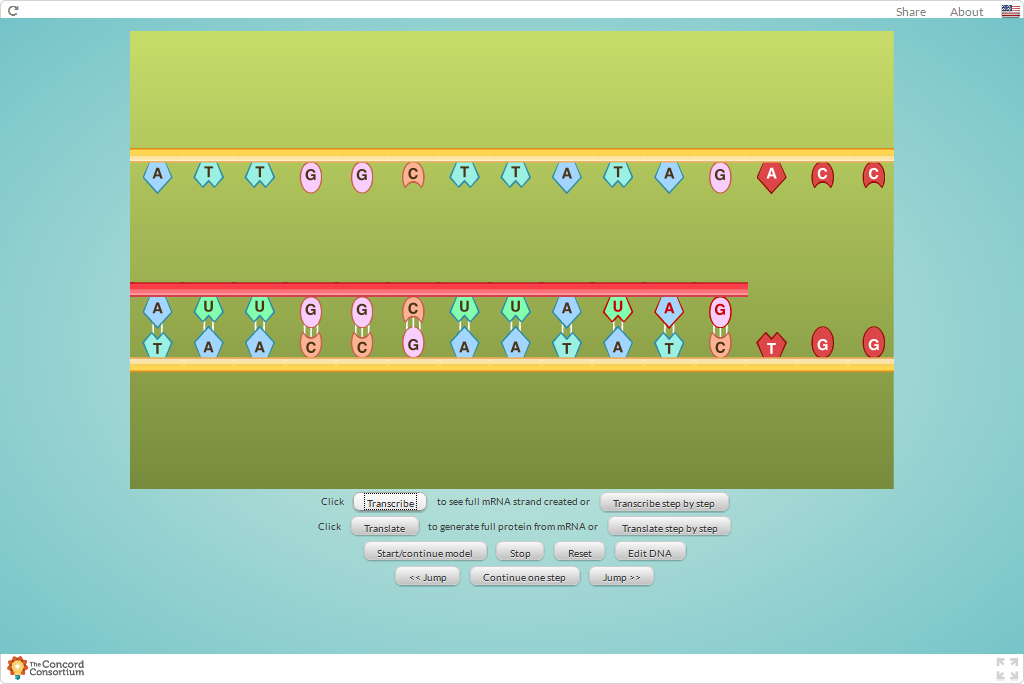 Share About
A T T G G C T T A T A G A C C
A U U G G C U U A U A G
T A A C C G A A T A T C T G G
Click Transcribe to see full mRNA strand created or Transcribe step by step
Click Translate to generate full protein from mRNA or Translate step by step
Start/continue model Stop Reset Edit DNA
<< Jump Continue one step Jump >>
The Concord
Consortium